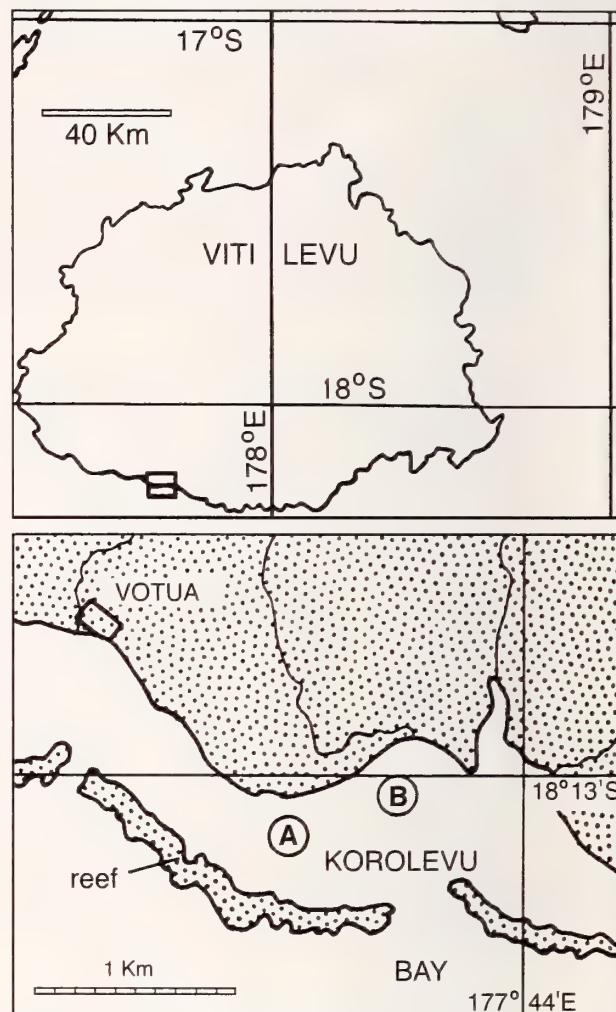 17°S
179°E
40 Km
VITI LEVU
18°S
178°E
VOTUA
18°13'S
B
A
KOROLEVU
reef
BAY
1 Km
177°44'E